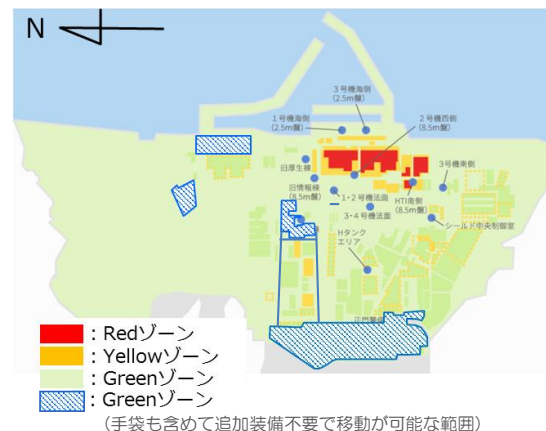 N
3号機海側
(2.5m盤)
1号機海側
(2.5m盤)
2号機西側
(8.5m盤)
旧厚生棟
3号機南側
旧情報棟
(8.5m盤)
1・2号機法面
HTI南側
(8.5m盤)
3・4号機法面
シールド中央制御室
Hタンク
エリア
: Redゾーン
: Yellowゾーン
: Greenゾーン
: Greenゾーン
(手袋も含めて追加装備不要で移動が可能な範囲)